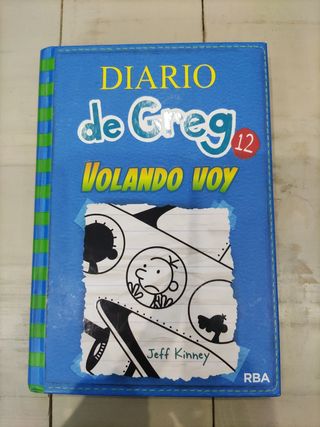 DIARIO
de Greg
12
VOLANDO VOY
Jeff Kinney
RBA